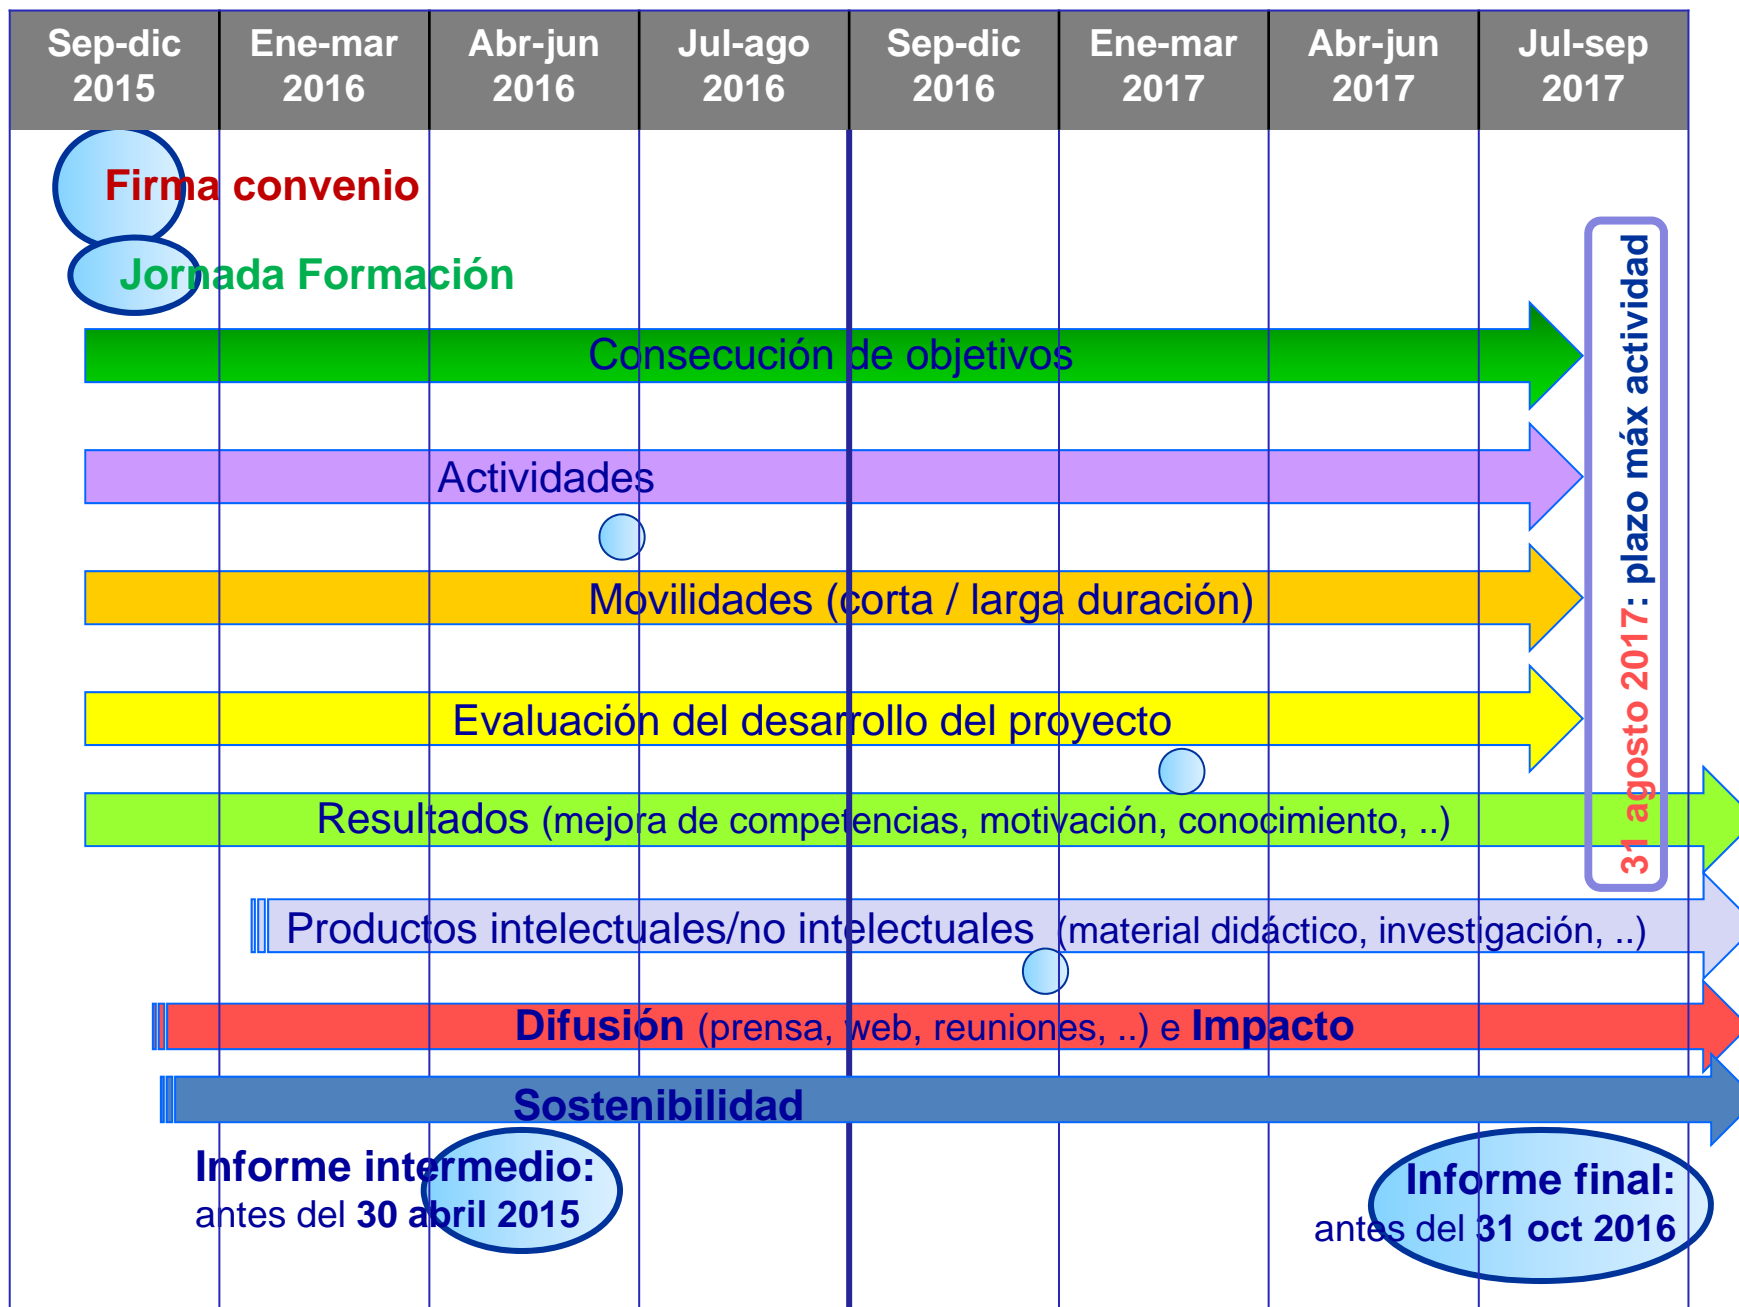 Sep-dic
2015
Ene-mar
2016
Abr-jun
2016
Jul-ago
2016
Sep-dic
2016
Ene-mar
2017
Abr-jun
2017
Jul-sep
2017
Firma convenio
Jornada Formación
Consecución de objetivos
Actividades
Movilidades (corta / larga duración)
Evaluación del desarrollo del proyecto
Resultados (mejora de competencias, motivación, conocimiento, ..)
31 agosto 2017: plazo máx actividad
Productos intelectuales/no intelectuales (material didáctico, investigación, ..)
Difusión (prensa, web, reuniones, ..) e Impacto
Sostenibilidad
Informe intermedio:
antes del 30 abril 2015
Informe final:
antes del 31 oct 2016